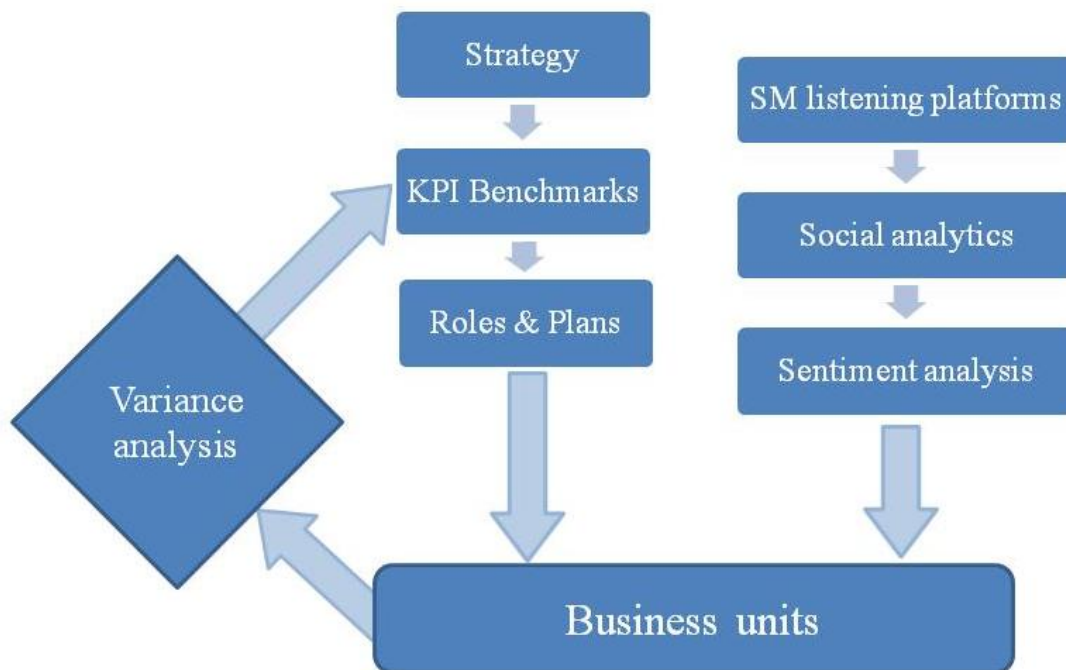 Strategy
SM listening platforms
KPI Benchmarks
Social analytics
Roles & Plans
Sentiment analysis
Variance
analysis
Business units